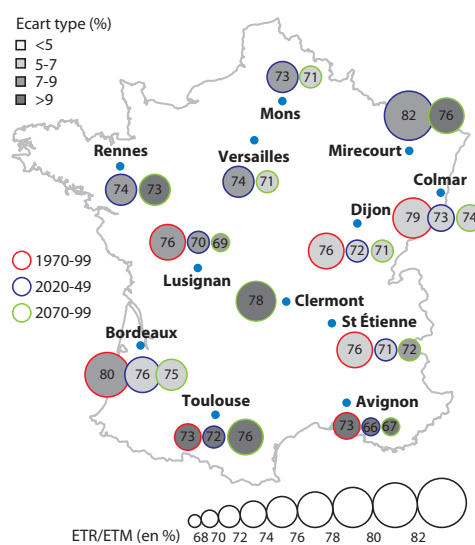 Ecart type (%)
<5
5-7
7-9
>9
73 71
Mons
82 76
Mirecourt
Rennes
74 73
Versailles
74 71
Colmar
79 73 74
Dijon
76 72 71
76 70 69
Lusignan
1970-99
2020-49
2070-99
78 Clermont
St Étienne
76 71 72
Bordeaux
80 76 75
Toulouse
73 72 76
Avignon
73 66 67
ETR/ETM (en %) 68 70 72 74 76 78 80 82